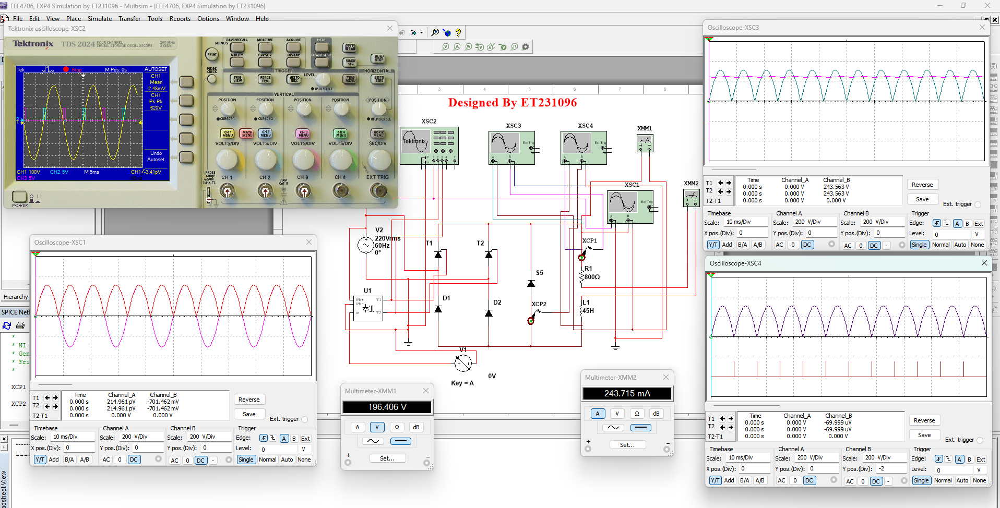 EEE4706, EXP4 Simulation by ET231096 - Multisim - [EEE4706, EXP4 Simulation by ET231096]
File Edit View Place Simulate Transfer Tools Reports Options Window Help
Tektronix oscilloscope-XSC2
Tektronix TDS 2024 FOUR CHANNEL DIGITAL STORAGE OSCILLOSCOPE 200 MHz 2 GS/s
MENUS SAVE/RECALL MEASURE ACQUIRE HELP AUTO SET
PRINT UTILITY CURSOR DISPLAY DEFAULT SETUP SINGLE SEQ RUN/STOP
PROBE CHECK TRIGGER HORIZONTAL
TRIG VIEW FORCE TRIG SET TO 50% LEVEL TRIG MENU SET TO ZERO
USER SELECT
VERTICAL
POSITION POSITION POSITION POSITION POSITION
CURSOR1 CURSOR2 HELP SCROLL
CH 1 MENU MATH MENU CH 2 MENU CH 3 MENU CH 4 MENU HORIZ MENU
VOLTS/DIV VOLTS/DIV VOLTS/DIV VOLTS/DIV SEC/DIV
PROBE COMP ~5V 1kHz
CH 1 CH 2 300V CAT II CH 3 CH 4 EXT TRIG
POWER
Tek Stop M Pos: 0s AUTOSET
CH1
Mean
-2.48mV
CH1
Pk-Pk
620V
Undo
Autoset
CH1 100V CH2 5V M 5ms CH1 -3.41pV
CH3 5V 60Hz
3 4 5 6 7 8
Designed By ET231096
XSC2 XSC3 XSC4 XMM1
Tektronix
Ext Trig
Ext Trig
XSC1
Ext Trig
XMM2
V2
220Vrms
60Hz
0°
T1 T2
XCP1
R1
800Ω
S5
U1
Ph+
Ph-
α
T1
T2
D1 D2
XCP2
L1
45H
V1
0V
Key = A
Hierarchy
SPICE Netl
*
* NI
* Gen
* Fri
*
XCP1
XCP2
adsheet View
Oscilloscope-XSC1
Time Channel_A Channel_B
T1 0.000 s 214.961 pV -701.462 mV
T2 0.000 s 214.961 pV -701.462 mV
T2-T1 0.000 s 0.000 V 0.000 V
Reverse
Save
Ext. trigger
Timebase Channel A Channel B Trigger
Scale: 10 ms/Div Scale: 200 V/Div Scale: 200 V/Div Edge: A B Ext
X pos.(Div): 0 Y pos.(Div): 0 Y pos.(Div): 0 Level: 0 V
Y/T Add B/A A/B AC 0 DC AC 0 DC - Single Normal Auto None
Multimeter-XMM1
196.406 V
A V Ω dB
+ Set... -
Multimeter-XMM2
243.715 mA
A V Ω dB
+ Set... -
Oscilloscope-XSC3
Time Channel_A Channel_B
T1 0.000 s 0.000 V 243.563 V
T2 0.000 s 0.000 V 243.563 V
T2-T1 0.000 s 0.000 V 0.000 V
Reverse
Save
Ext. trigger
Timebase Channel A Channel B Trigger
Scale: 10 ms/Div Scale: 200 V/Div Scale: 200 V/Div Edge: A B Ext
X pos.(Div): 0 Y pos.(Div): 0 Y pos.(Div): 0 Level: 0 V
Y/T Add B/A A/B AC 0 DC AC 0 DC - Single Normal Auto None
Oscilloscope-XSC4
Time Channel_A Channel_B
T1 0.000 s 0.000 V -69.999 uV
T2 0.000 s 0.000 V -69.999 uV
T2-T1 0.000 s 0.000 V 0.000 V
Reverse
Save
Ext. trigger
Timebase Channel A Channel B Trigger
Scale: 10 ms/Div Scale: 200 V/Div Scale: 200 V/Div Edge: A B Ext
X pos.(Div): 0 Y pos.(Div): 0 Y pos.(Div): -2 Level: 0 V
Y/T Add B/A A/B AC 0 DC AC 0 DC - Single Normal Auto None